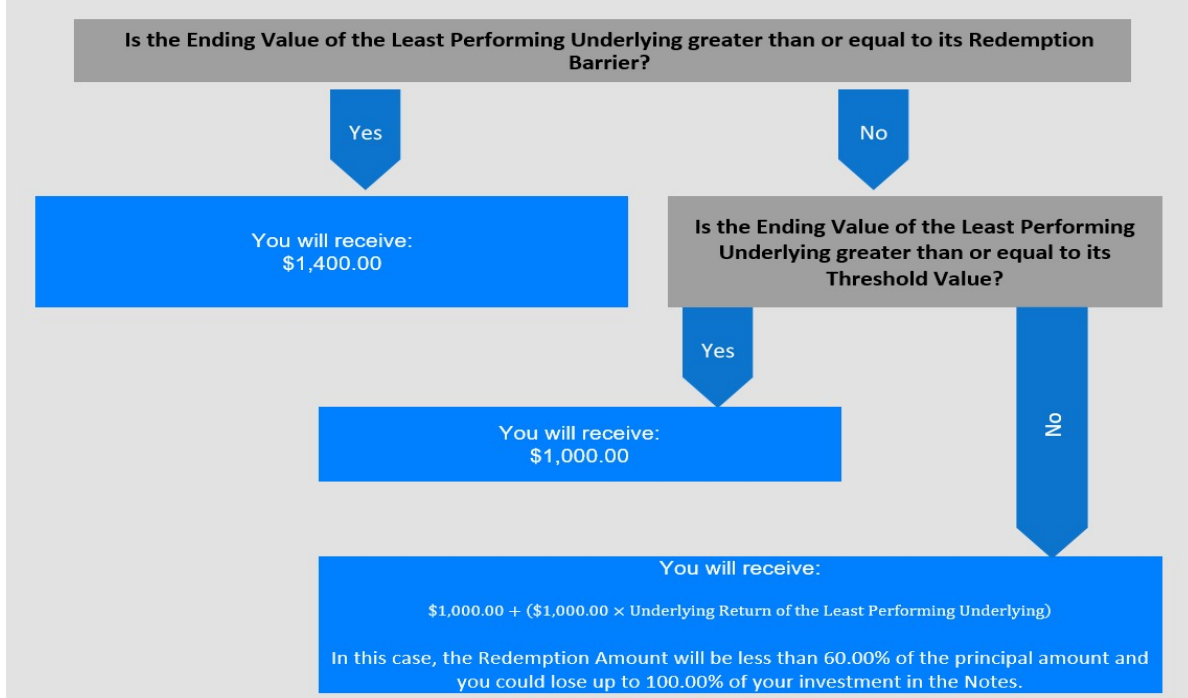 Is the Ending Value of the Least Performing Underlying greater than or equal to its Redemption
Barrier?
Yes
No
You will receive:
$1,400.00
Is the Ending Value of the Least Performing
Underlying greater than or equal to its
Threshold Value?
Yes
No
You will receive:
$1,000.00
You will receive:
$1,000.00 + ($1,000.00 × Underlying Return of the Least Performing Underlying)
In this case, the Redemption Amount will be less than 60.00% of the principal amount and
you could lose up to 100.00% of your investment in the Notes.